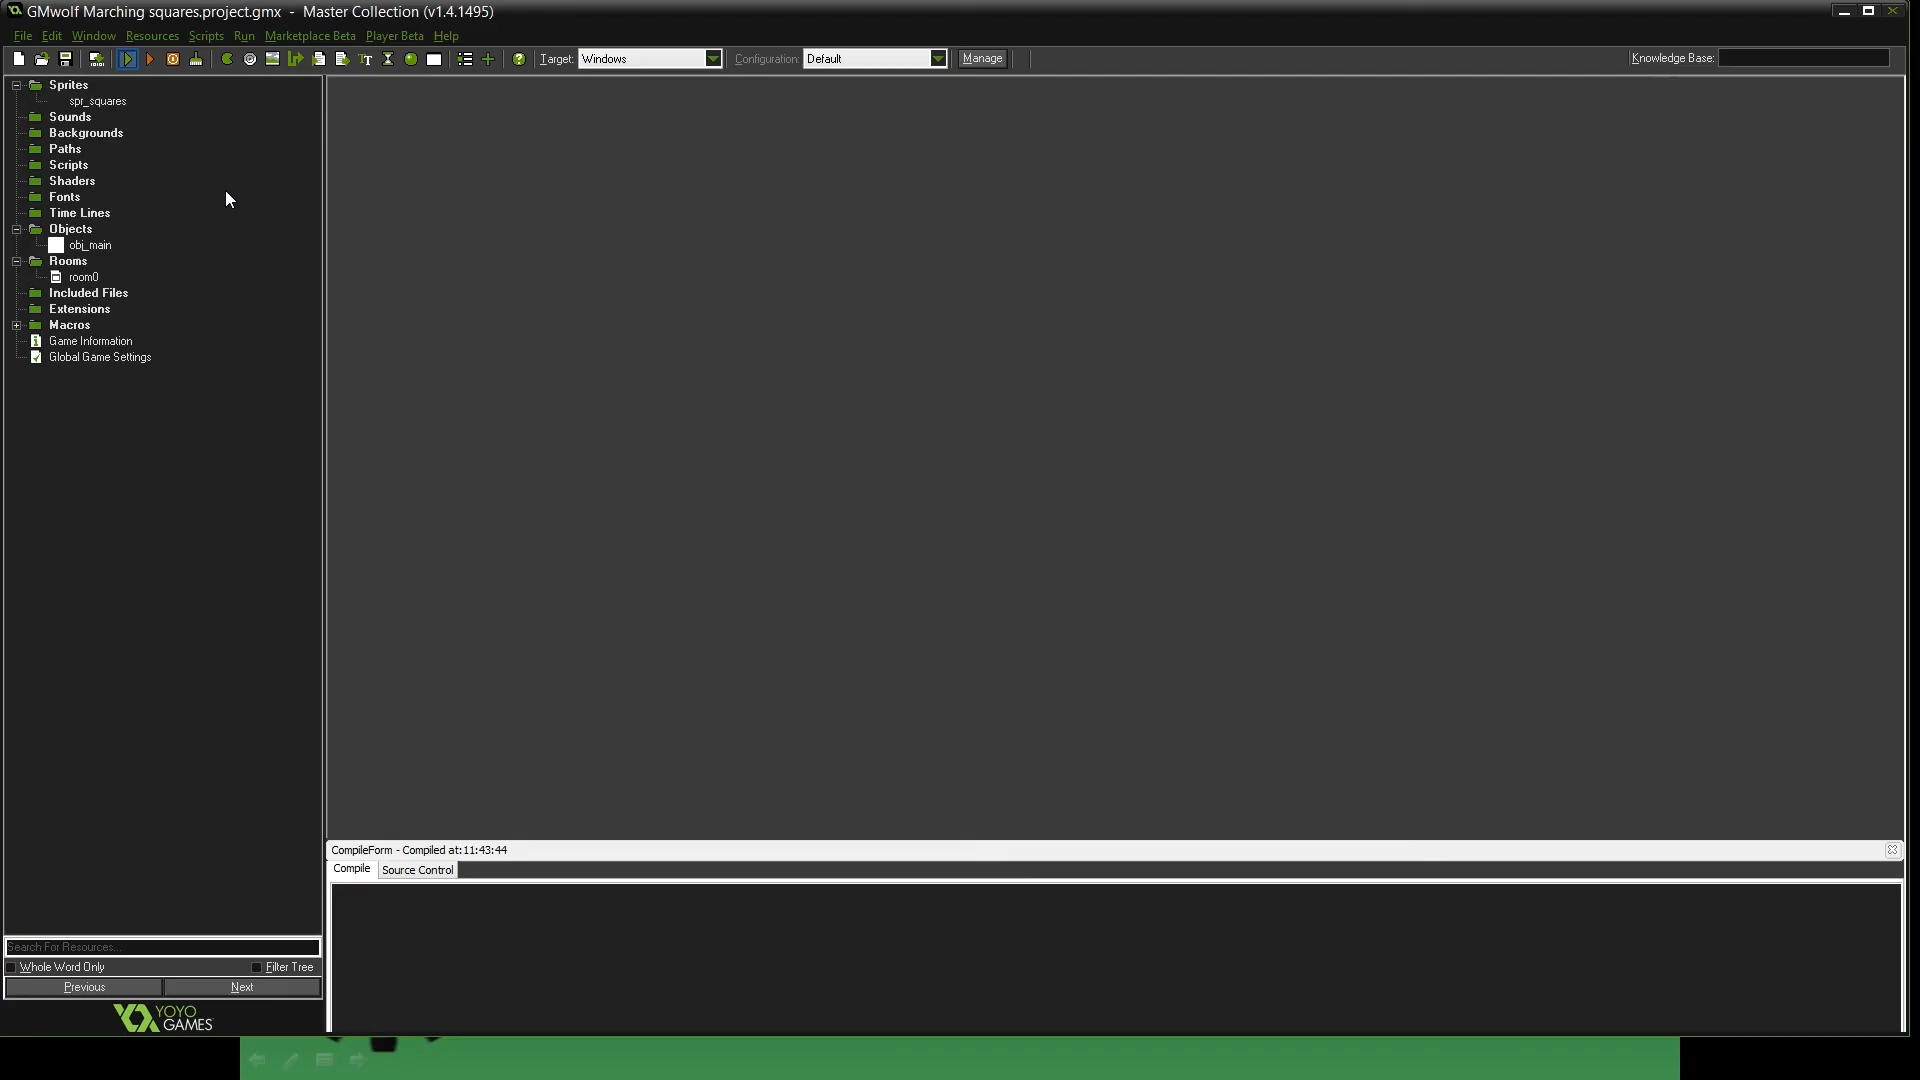 GMwolf Marching squares.project.gmx - Master Collection (v1.4.1495)
File Edit Window Resources Scripts Run Marketplace Beta Player Beta Help
Target: Windows Configuration: Default Manage Knowledge Base:
Sprites
spr_squares
Sounds
Backgrounds
Paths
Scripts
Shaders
Fonts
Time Lines
Objects
obj_main
Rooms
room0
Included Files
Extensions
Macros
Game Information
Global Game Settings
CompileForm - Compiled at:11:43:44
Compile Source Control
Search For Resources...
Whole Word Only Filter Tree
Previous Next
YOYO
GAMES